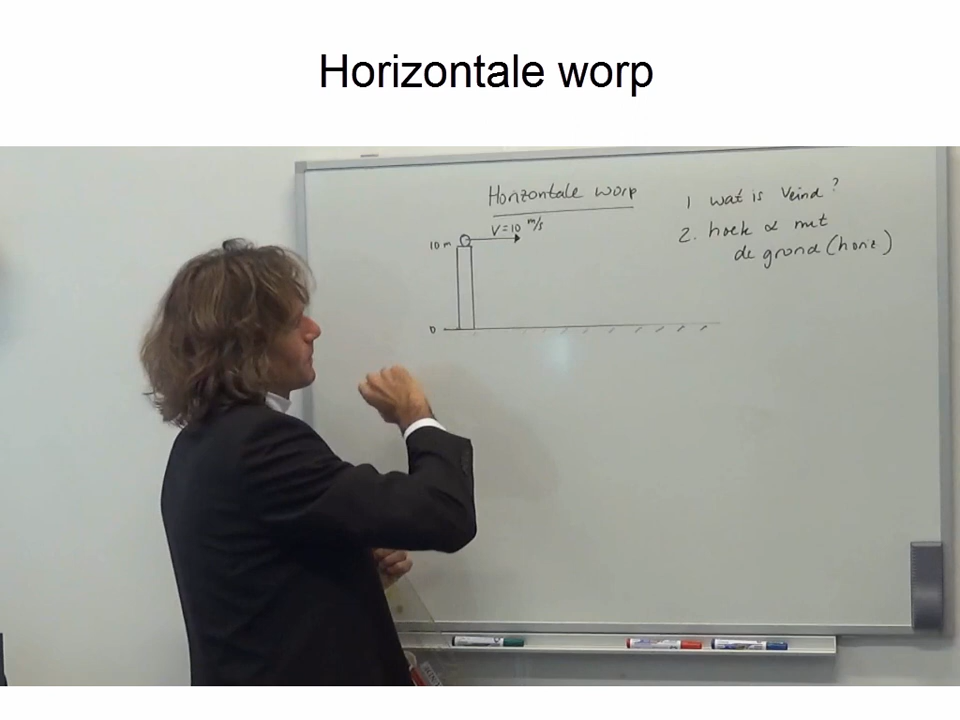 Horizontale worp
Horizontale worp
V = 10 m/s
10 m
0
1 wat is Veind?
2. hoek α met
de grond (horiz)